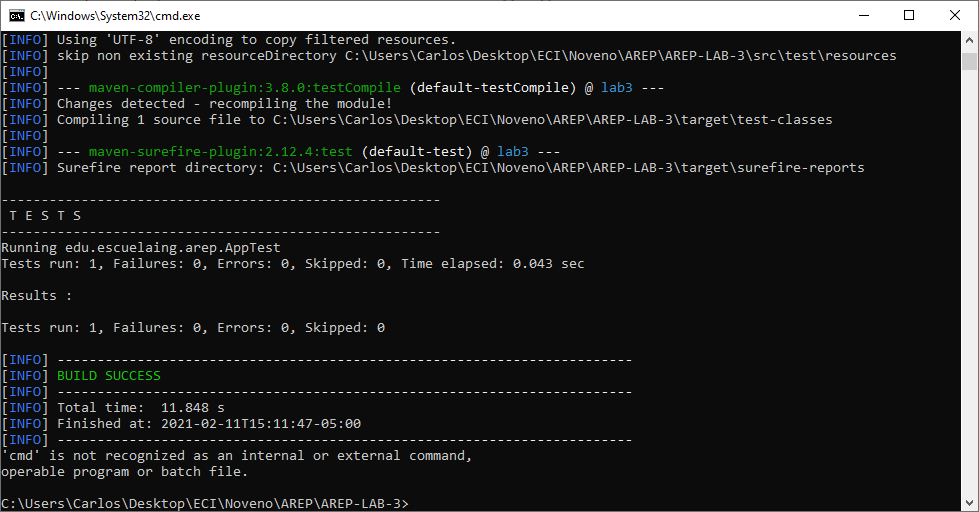 C:\Windows\System32\cmd.exe
[INFO] Using 'UTF-8' encoding to copy filtered resources.
[INFO] skip non existing resourceDirectory C:\Users\Carlos\Desktop\ECI\Noveno\AREP\AREP-LAB-3\src\test\resources
[INFO]
[INFO] --- maven-compiler-plugin:3.8.0:testCompile (default-testCompile) @ lab3 ---
[INFO] Changes detected - recompiling the module!
[INFO] Compiling 1 source file to C:\Users\Carlos\Desktop\ECI\Noveno\AREP\AREP-LAB-3\target\test-classes
[INFO]
[INFO] --- maven-surefire-plugin:2.12.4:test (default-test) @ lab3 ---
[INFO] Surefire report directory: C:\Users\Carlos\Desktop\ECI\Noveno\AREP\AREP-LAB-3\target\surefire-reports
-------------------------------------------------------
T E S T S
-------------------------------------------------------
Running edu.escuelaing.arep.AppTest
Tests run: 1, Failures: 0, Errors: 0, Skipped: 0, Time elapsed: 0.043 sec
Results :
Tests run: 1, Failures: 0, Errors: 0, Skipped: 0
[INFO] ------------------------------------------------------------------------
[INFO] BUILD SUCCESS
[INFO] ------------------------------------------------------------------------
[INFO] Total time:  11.848 s
[INFO] Finished at: 2021-02-11T15:11:47-05:00
[INFO] ------------------------------------------------------------------------
'cmd' is not recognized as an internal or external command,
operable program or batch file.
C:\Users\Carlos\Desktop\ECI\Noveno\AREP\AREP-LAB-3>